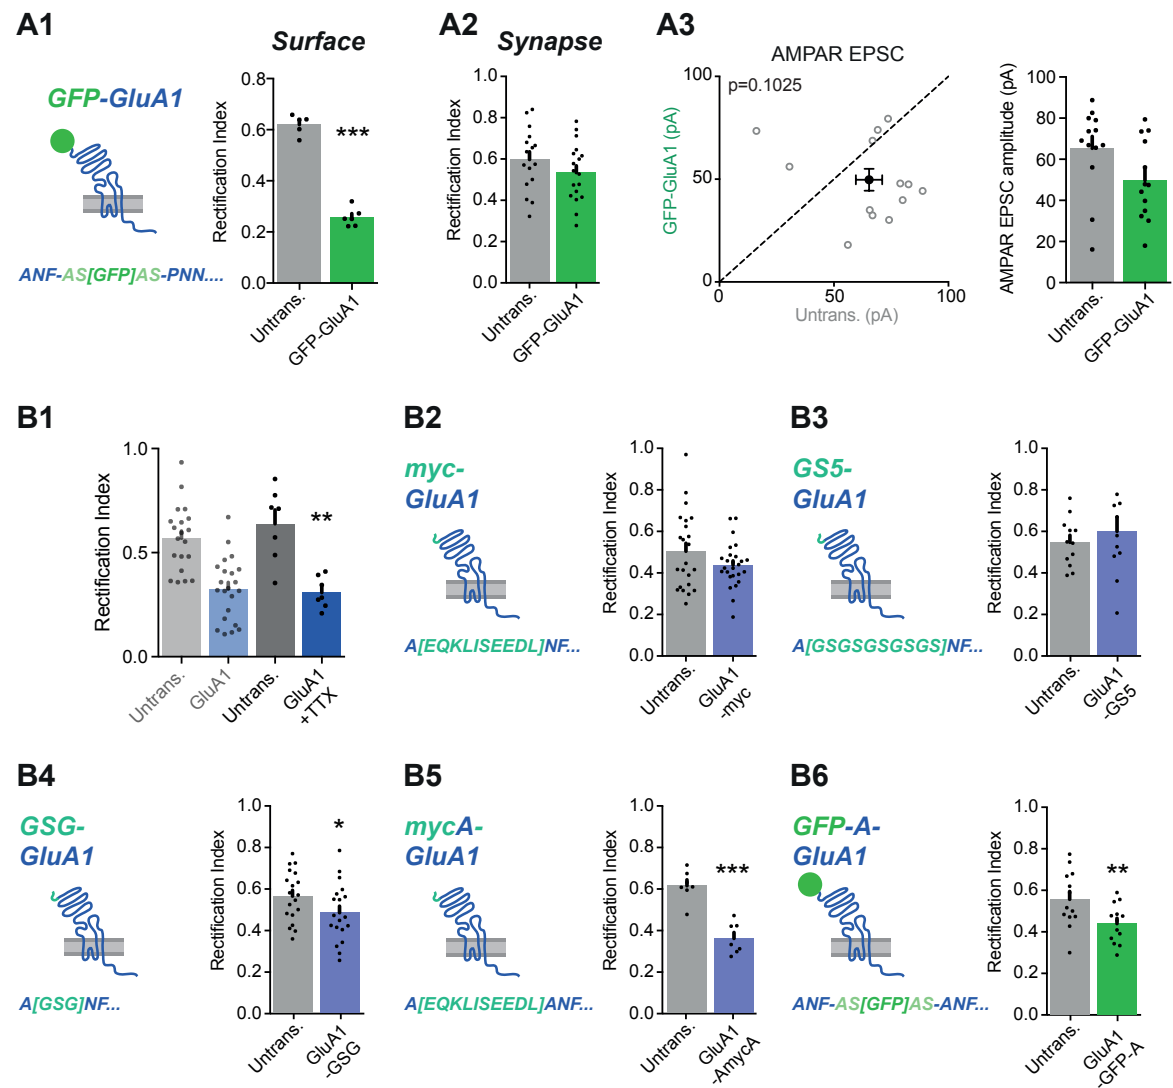 A1
Surface
GFP-GluA1
ANF-AS[GFP]AS-PNN....
Rectification Index
0.8
0.6
0.4
0.2
0.0
***
Untrans.
GFP-GluA1
A2
Synapse
Rectification Index
1.0
0.8
0.6
0.4
0.2
0.0
Untrans.
GFP-GluA1
A3
AMPAR EPSC
p=0.1025
GFP-GluA1 (pA)
100
50
0
0
50
100
Untrans. (pA)
AMPAR EPSC amplitude (pA)
100
80
60
40
20
0
Untrans.
GFP-GluA1
B1
Rectification Index
1.0
0.5
0.0
**
Untrans.
GluA1
Untrans.
GluA1
+TTX
B2
myc-
GluA1
A[EQKLISEEDL]NF...
Rectification Index
1.0
0.8
0.6
0.4
0.2
0.0
Untrans.
GluA1
-myc
B3
GS5-
GluA1
A[GSGSGSGSGS]NF...
Rectification Index
1.0
0.8
0.6
0.4
0.2
0.0
Untrans.
GluA1
-GS5
B4
GSG-
GluA1
A[GSG]NF...
Rectification Index
1.0
0.8
0.6
0.4
0.2
0.0
*
Untrans.
GluA1
-GSG
B5
mycA-
GluA1
A[EQKLISEEDL]ANF...
Rectification Index
1.0
0.8
0.6
0.4
0.2
0.0
***
Untrans.
GluA1
-AmycA
B6
GFP-A-
GluA1
ANF-AS[GFP]AS-ANF...
Rectification Index
1.0
0.8
0.6
0.4
0.2
0.0
**
Untrans.
GluA1
-GFP-A